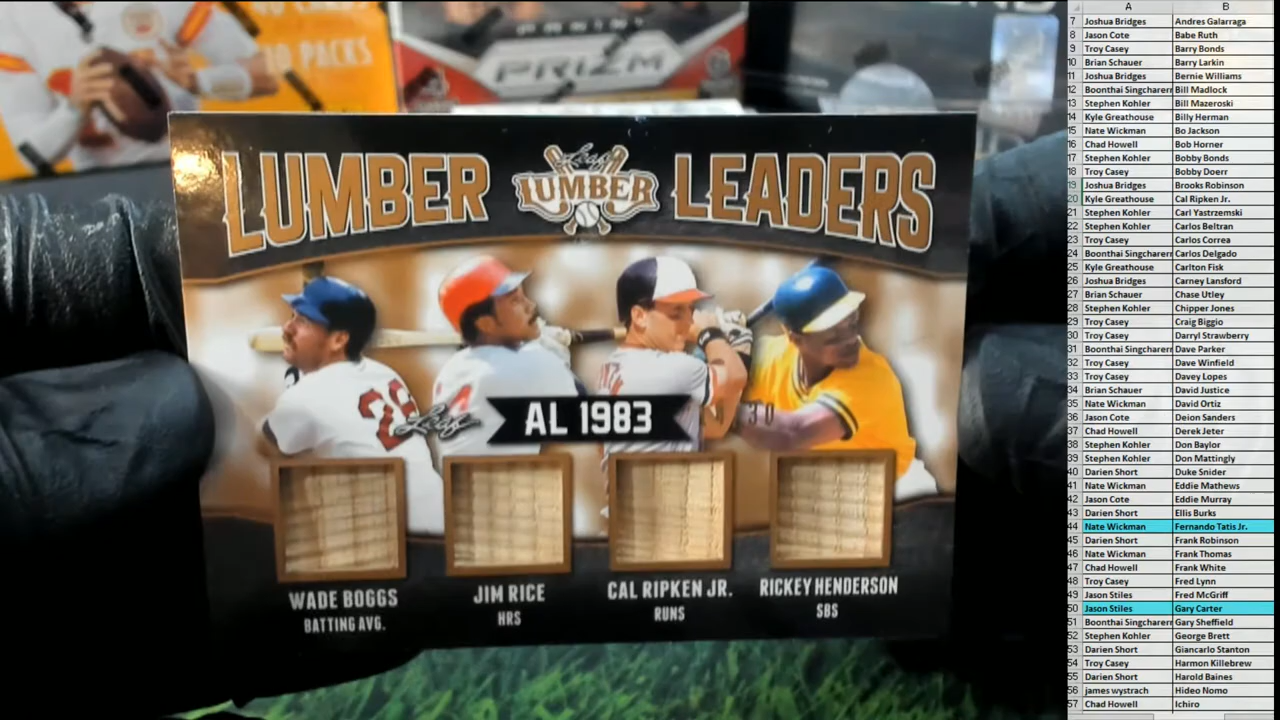 10 PACKS
PRIZM
LUMBER
Leaf
LUMBER
LEADERS
Leaf
AL 1983
30
WADE BOGGS
BATTING AVG.
JIM RICE
HRS
CAL RIPKEN JR.
RUNS
RICKEY HENDERSON
SBS
A B
7 Joshua Bridges Andres Galarraga
8 Jason Cote Babe Ruth
9 Troy Casey Barry Bonds
10 Brian Schauer Barry Larkin
11 Joshua Bridges Bernie Williams
12 Boonthai Singcharern Bill Madlock
13 Stephen Kohler Bill Mazeroski
14 Kyle Greathouse Billy Herman
15 Nate Wickman Bo Jackson
16 Chad Howell Bob Horner
17 Stephen Kohler Bobby Bonds
18 Troy Casey Bobby Doerr
19 Joshua Bridges Brooks Robinson
20 Kyle Greathouse Cal Ripken Jr.
21 Stephen Kohler Carl Yastrzemski
22 Stephen Kohler Carlos Beltran
23 Troy Casey Carlos Correa
24 Boonthai Singcharern Carlos Delgado
25 Kyle Greathouse Carlton Fisk
26 Joshua Bridges Carney Lansford
27 Brian Schauer Chase Utley
28 Stephen Kohler Chipper Jones
29 Troy Casey Craig Biggio
30 Troy Casey Darryl Strawberry
31 Boonthai Singcharern Dave Parker
32 Troy Casey Dave Winfield
33 Troy Casey Davey Lopes
34 Brian Schauer David Justice
35 Nate Wickman David Ortiz
36 Jason Cote Deion Sanders
37 Chad Howell Derek Jeter
38 Stephen Kohler Don Baylor
39 Stephen Kohler Don Mattingly
40 Darien Short Duke Snider
41 Nate Wickman Eddie Mathews
42 Jason Cote Eddie Murray
43 Darien Short Ellis Burks
44 Nate Wickman Fernando Tatis Jr.
45 Darien Short Frank Robinson
46 Nate Wickman Frank Thomas
47 Chad Howell Frank White
48 Troy Casey Fred Lynn
49 Jason Stiles Fred McGriff
50 Jason Stiles Gary Carter
51 Boonthai Singcharern Gary Sheffield
52 Stephen Kohler George Brett
53 Darien Short Giancarlo Stanton
54 Troy Casey Harmon Killebrew
55 Darien Short Harold Baines
56 james wystrach Hideo Nomo
57 Chad Howell Ichiro